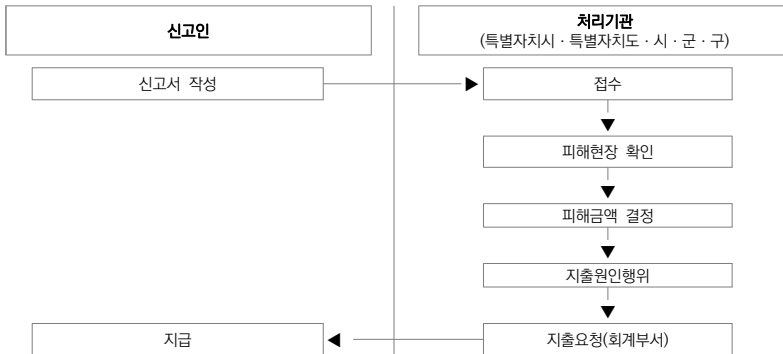 신고인
처리기관
(특별자치시 · 특별자치도 · 시 · 군 · 구)
신고서 작성
접수
피해현장 확인
피해금액 결정
지출원인행위
지급
지출요청(회계부서)